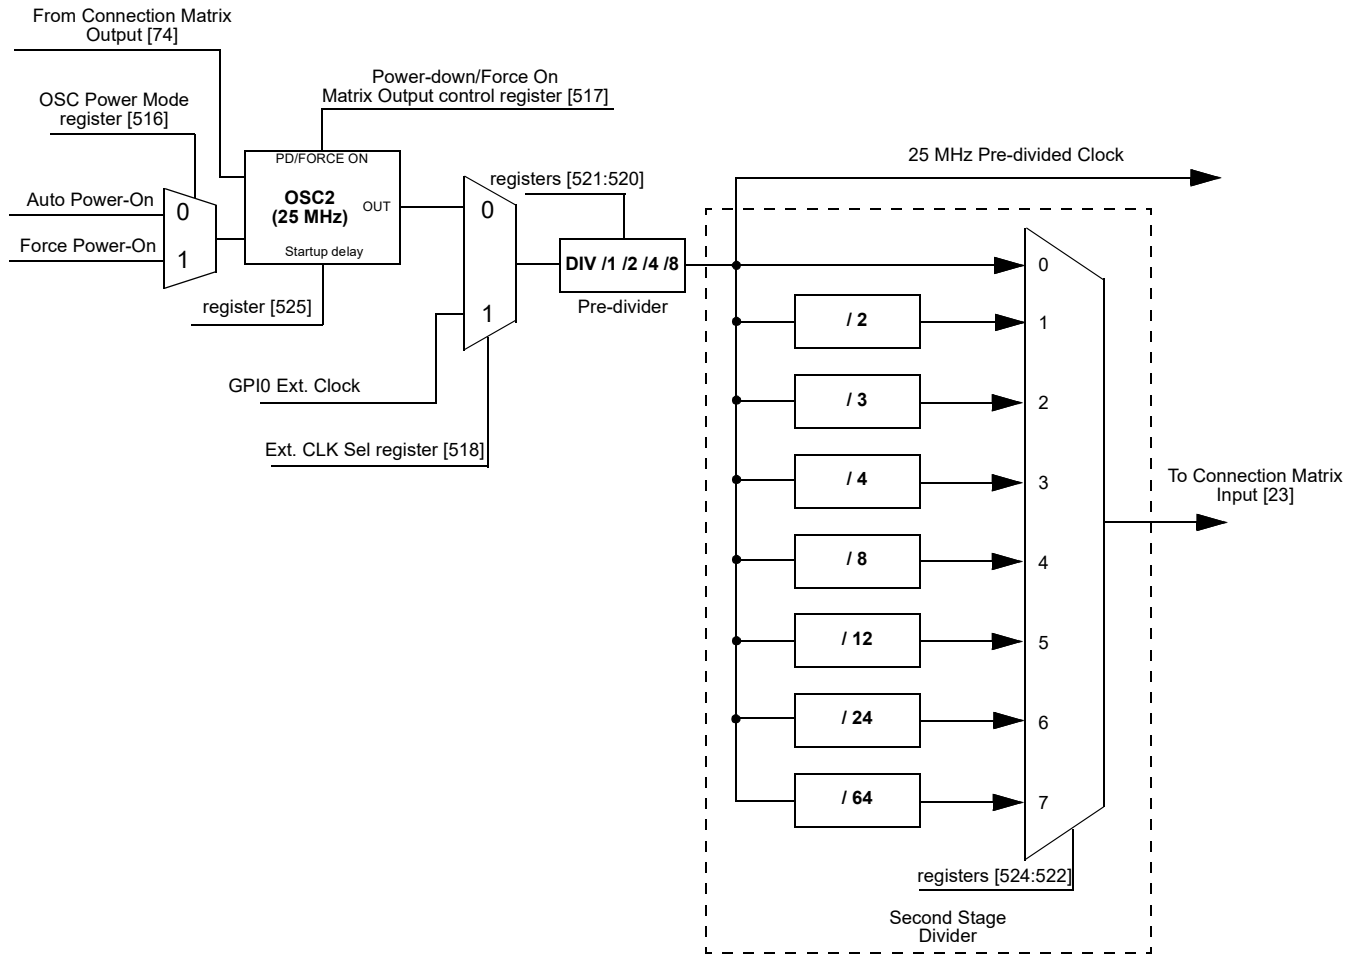 From Connection Matrix
Output [74]
Power-down/Force On
Matrix Output control register [517]
OSC Power Mode
register [516]
PD/FORCE ON
OSC2
(25 MHz)
OUT
Startup delay
Auto Power-On
0
Force Power-On
1
register [525]
0
1
registers [521:520]
DIV /1 /2 /4 /8
Pre-divider
GPI0 Ext. Clock
Ext. CLK Sel register [518]
25 MHz Pre-divided Clock
0
/ 2
1
/ 3
2
/ 4
3
/ 8
4
/ 12
5
/ 24
6
/ 64
7
To Connection Matrix
Input [23]
registers [524:522]
Second Stage
Divider